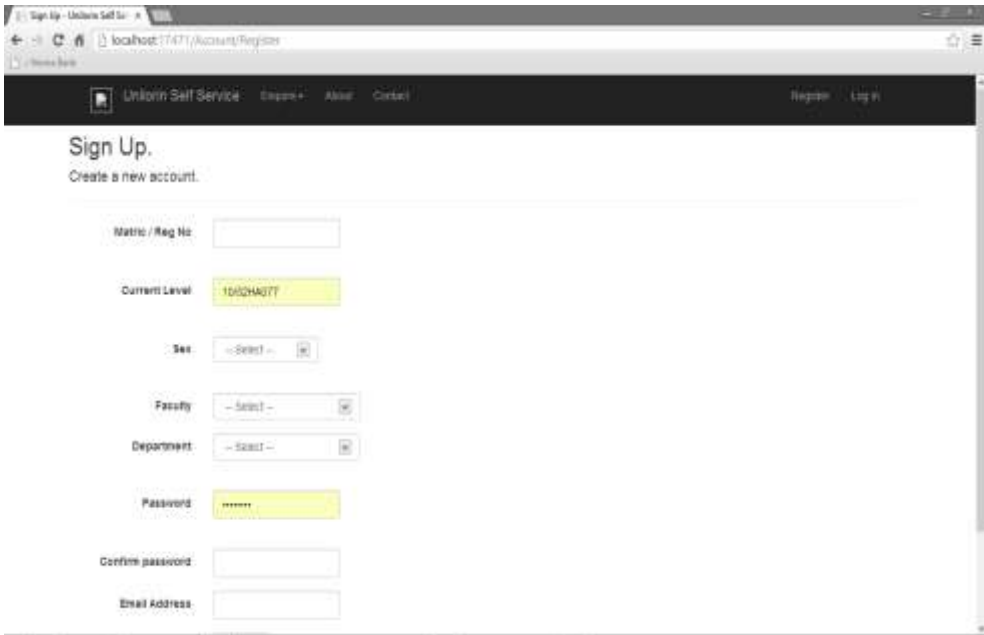 Sign Up - Unilorin Self Se
localhost:17471/Account/Register
Unilorin Self Service Enquire About Contact Register Log in
Sign Up.
Create a new account.
Matric / Reg No
Current Level 10/52HA077
Sex -- Select --
Faculty -- Select --
Department -- Select --
Password ••••••••
Confirm password
Email Address